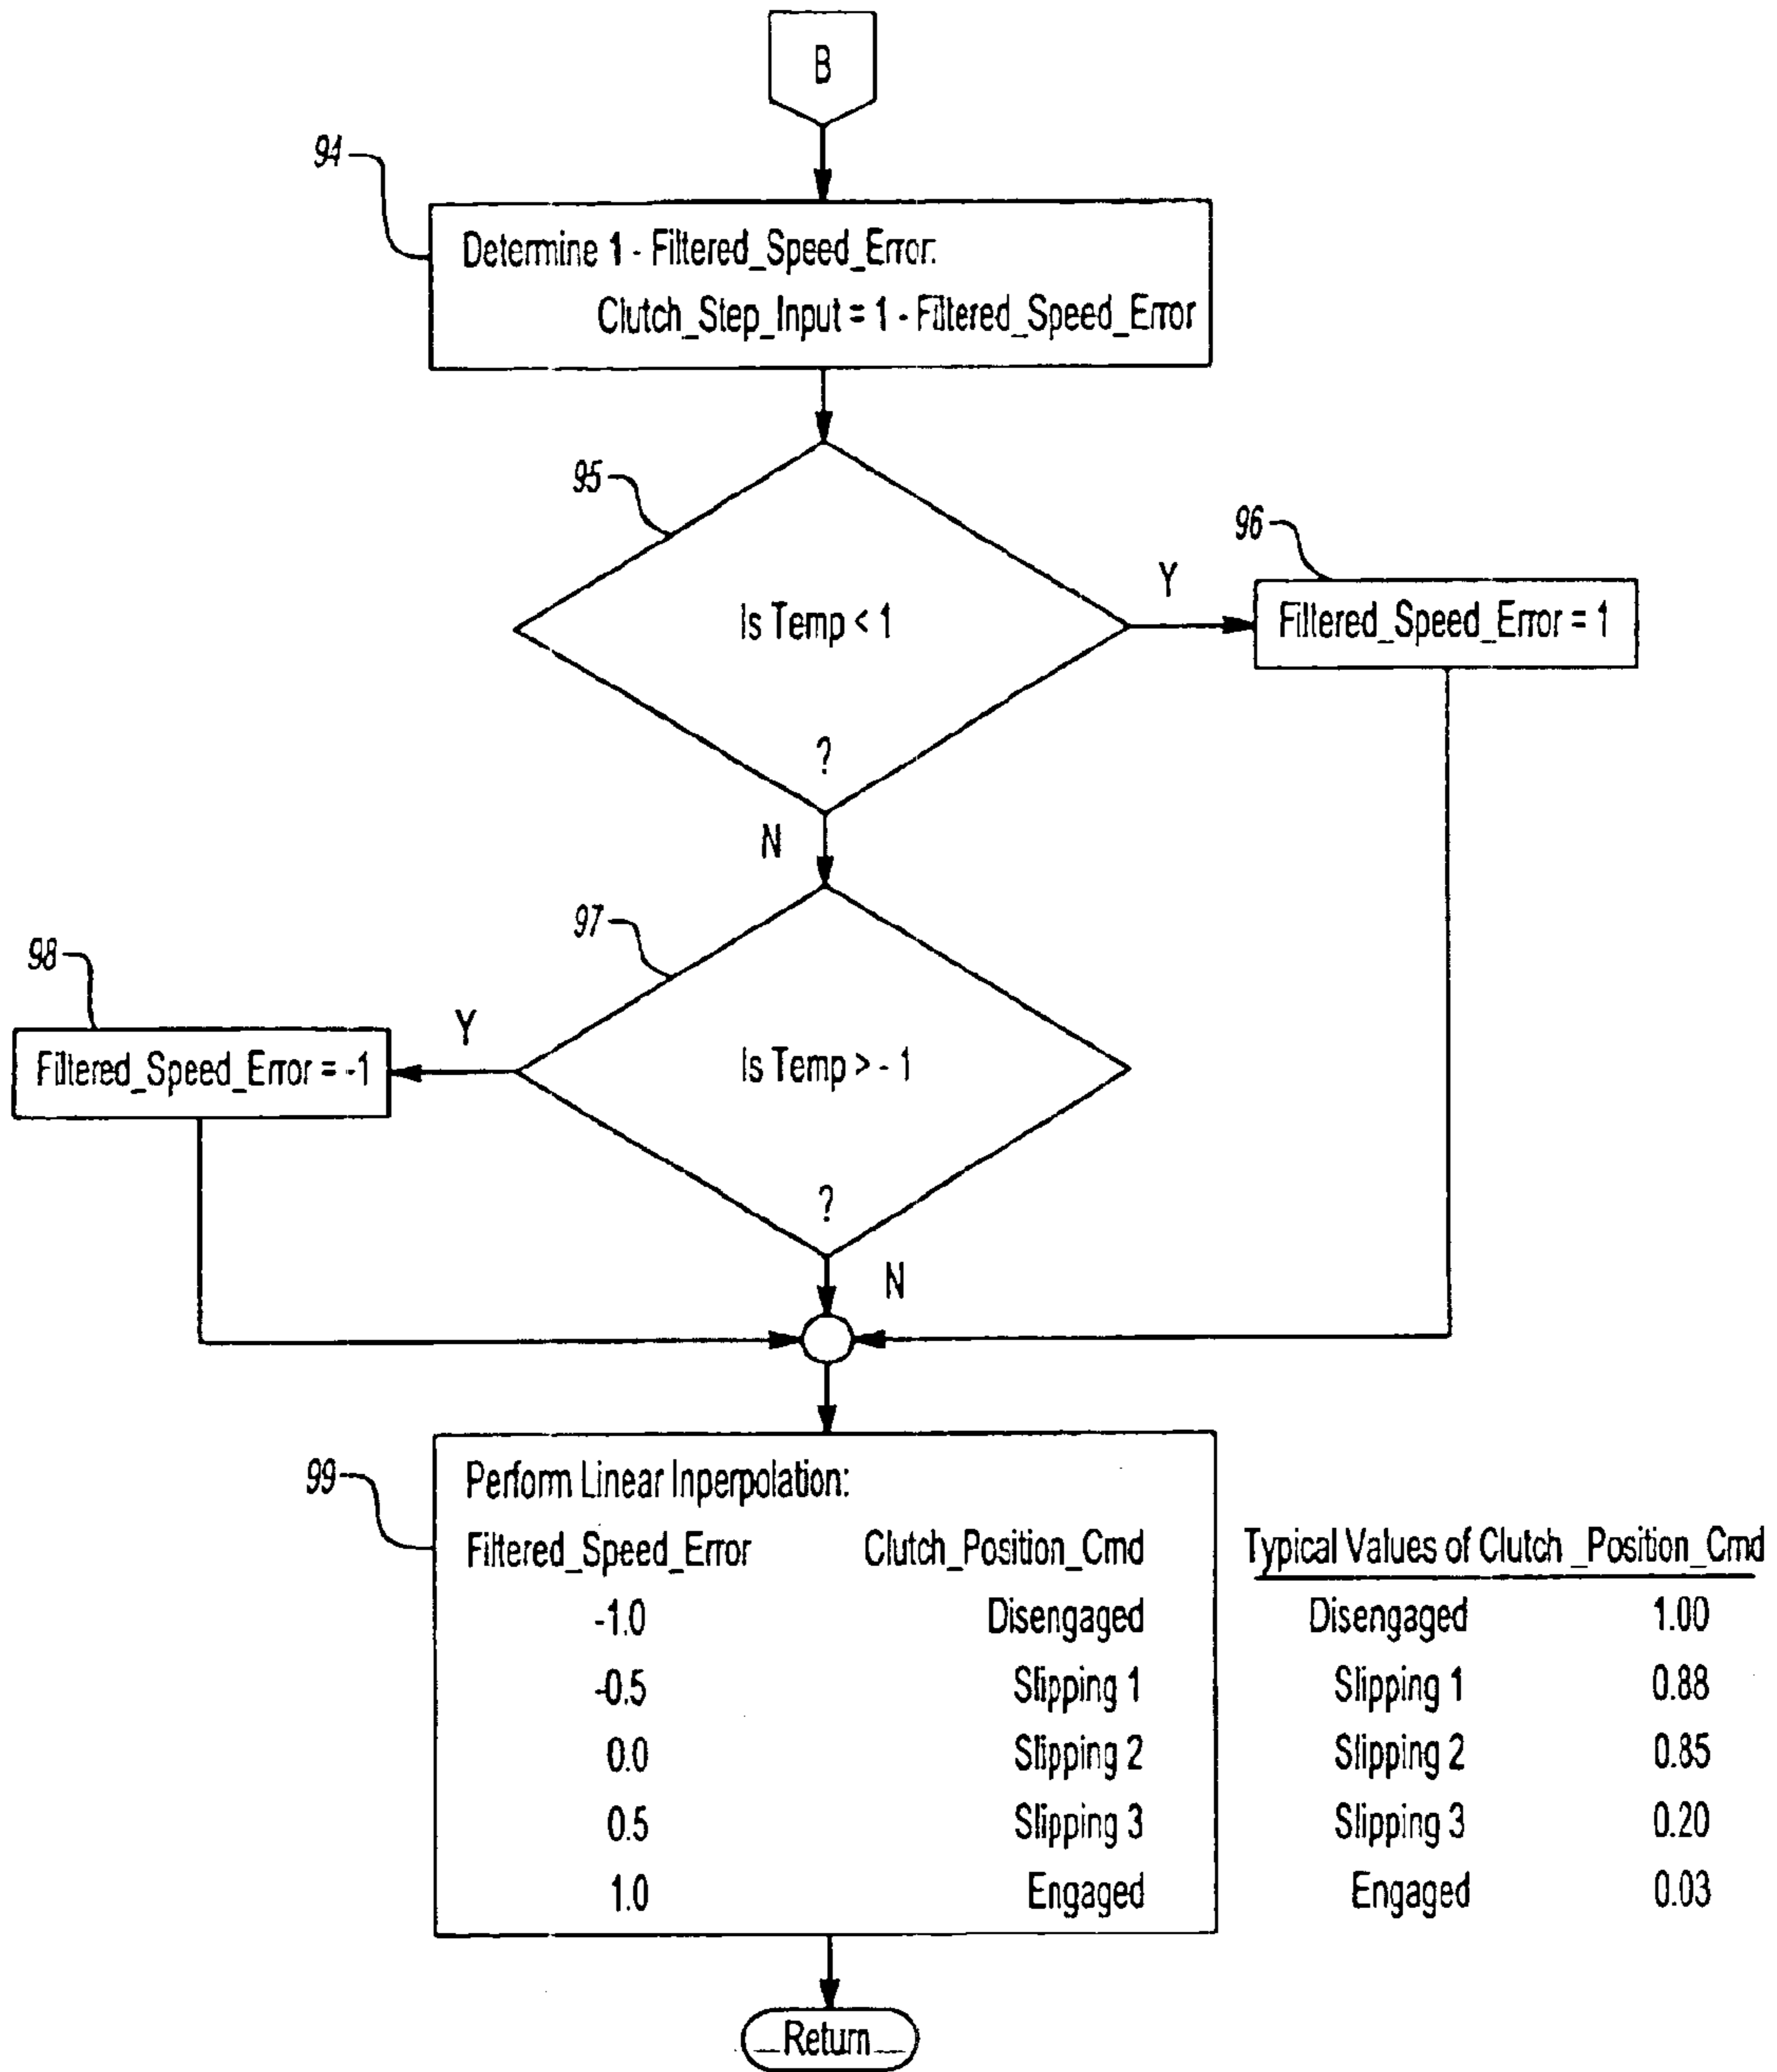 B
94
Determine 1 - Filtered_Speed_Error:
Clutch_Step_Input = 1 - Filtered_Speed_Error
95
Is Temp < 1
?
Y
96
Filtered_Speed_Error = 1
N
97
Is Temp > - 1
?
Y
98
Filtered_Speed_Error = -1
N
99
Perform Linear Inperpolation:
Filtered_Speed_Error Clutch_Position_Cmd
-1.0 Disengaged
-0.5 Slipping 1
0.0 Slipping 2
0.5 Slipping 3
1.0 Engaged
Typical Values of Clutch _Position_Cmd
Disengaged 1.00
Slipping 1 0.88
Slipping 2 0.85
Slipping 3 0.20
Engaged 0.03
Return